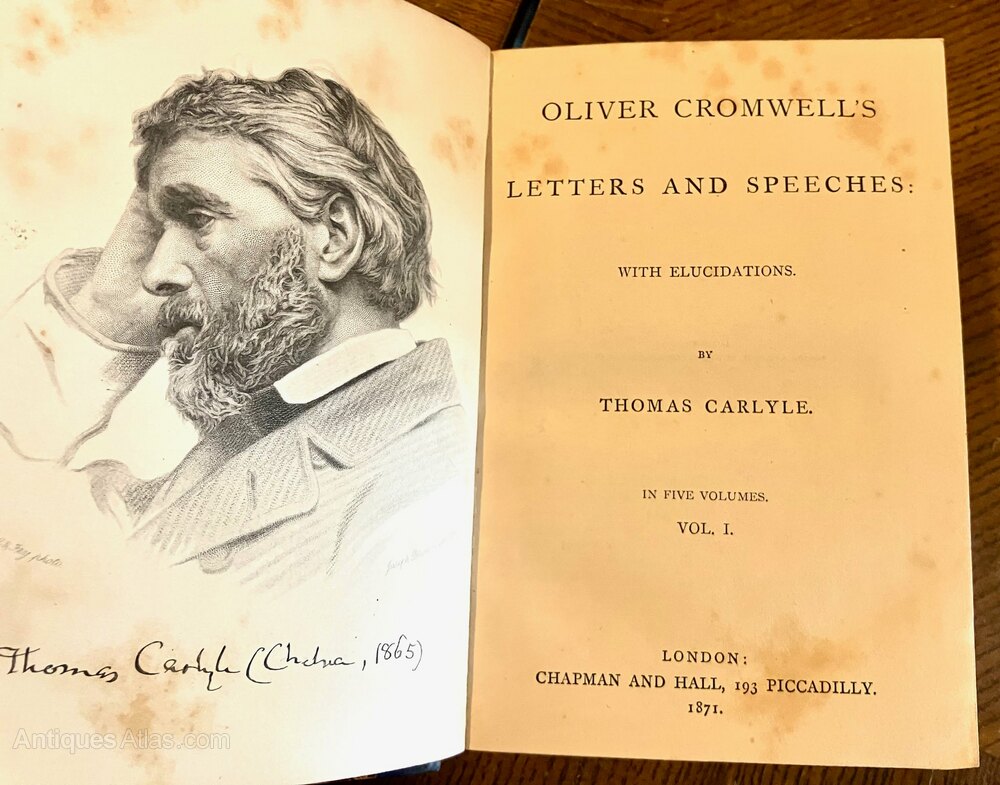 photo
Thomas Carlyle (Chelsea, 1865)
AntiquesAtlas.com
OLIVER CROMWELL'S
LETTERS AND SPEECHES:
WITH ELUCIDATIONS.
BY
THOMAS CARLYLE.
IN FIVE VOLUMES.
VOL. I.
LONDON:
CHAPMAN AND HALL, 193 PICCADILLY.
1871.